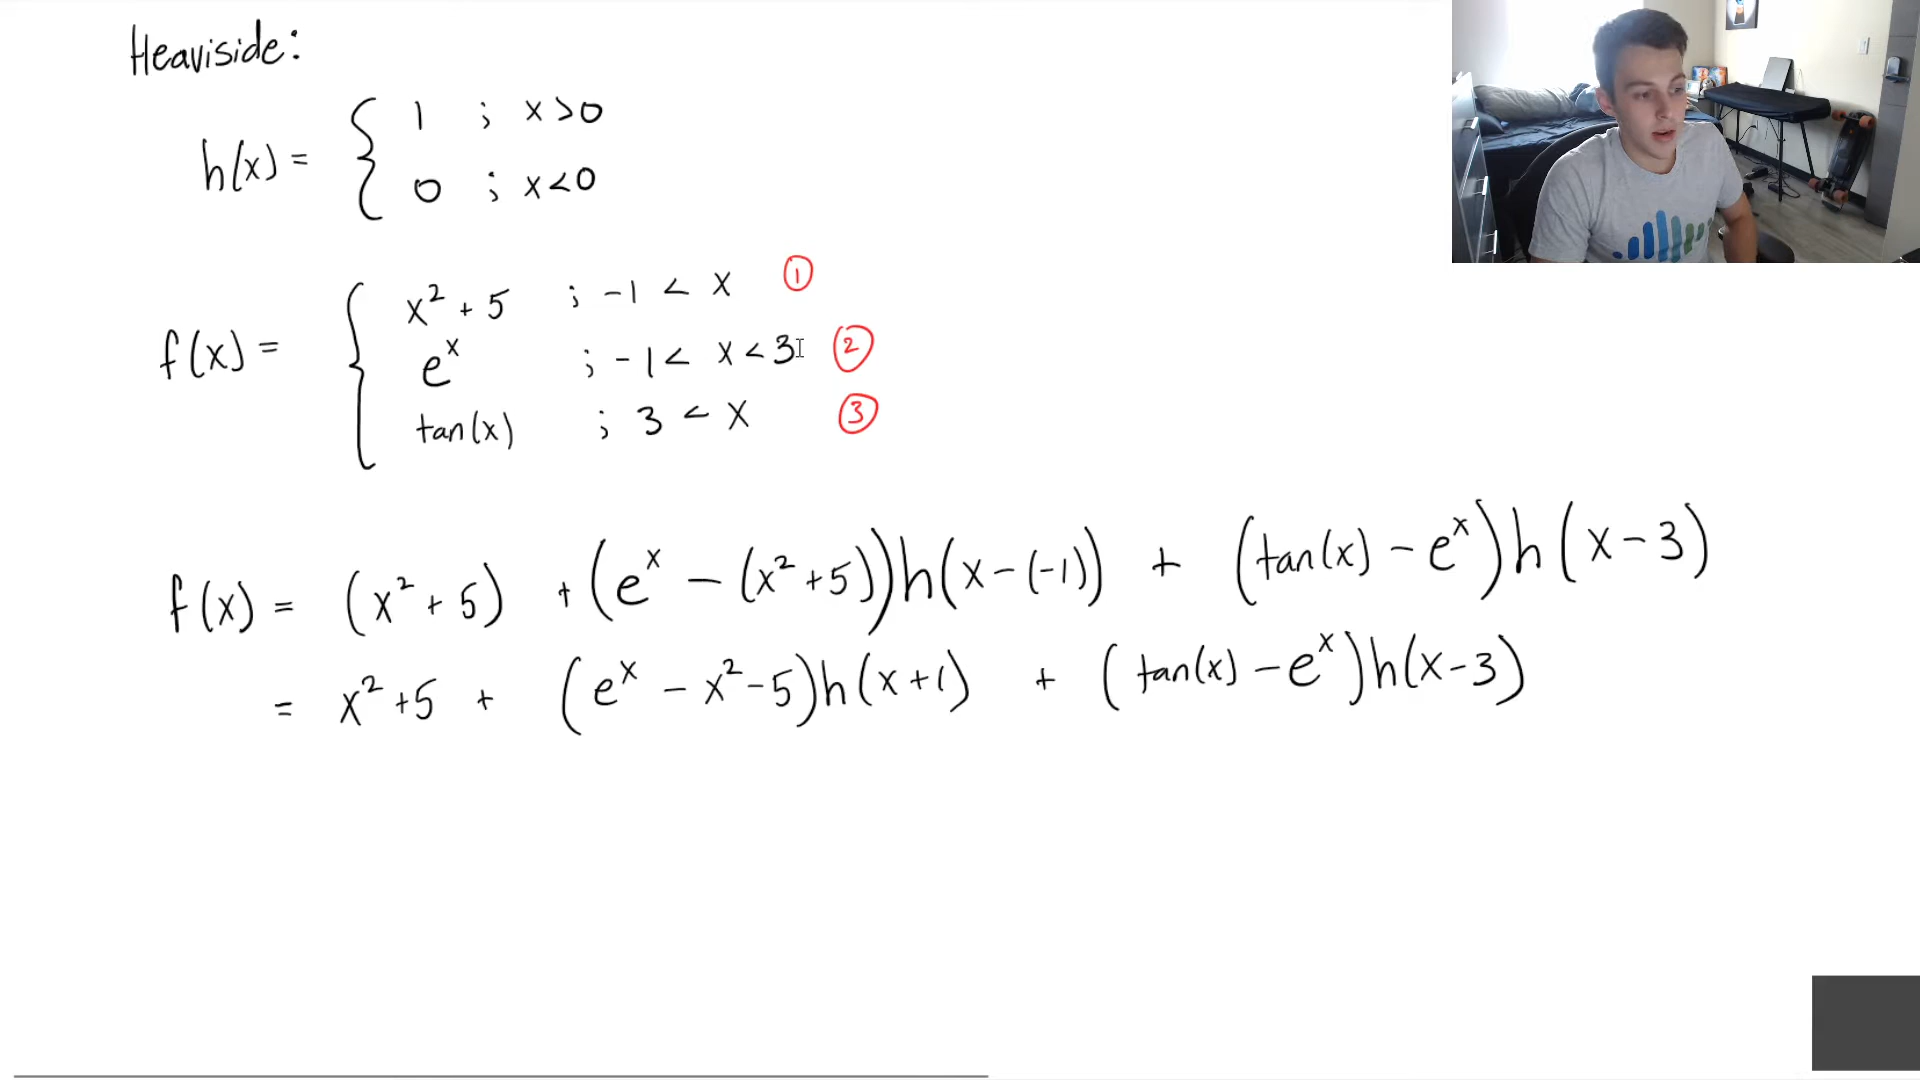 Heaviside:
h(x) = { 1 ; x>0
0 ; x<0
f(x) = { x² + 5 ; -1 < x ①
eˣ ; -1 < x < 3 ②
tan(x) ; 3 < x ③
f(x) = (x² + 5) + (eˣ - (x² + 5))h(x-(-1)) + (tan(x) - eˣ)h(x-3)
= x² + 5 + (eˣ - x² - 5)h(x+1) + (tan(x) - eˣ)h(x-3)